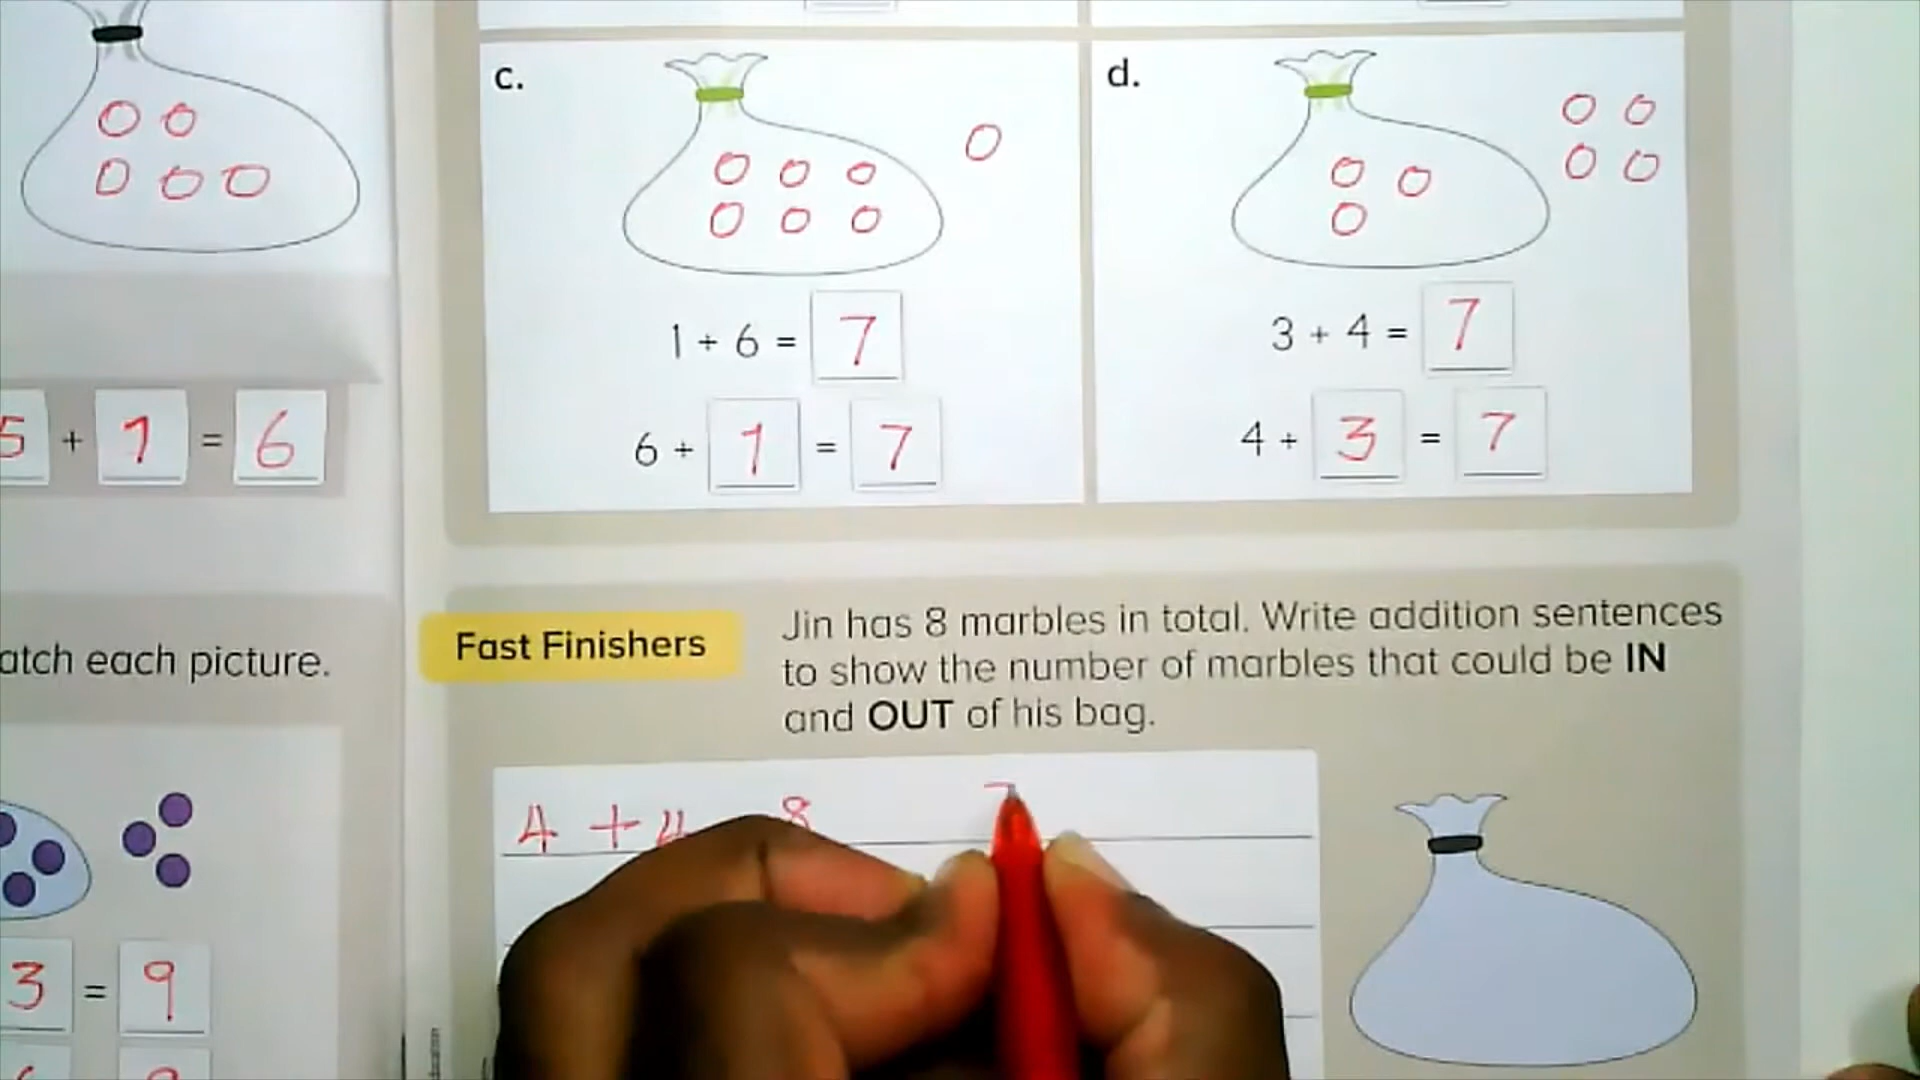 c.
1 + 6 = 7
6 + 1 = 7
d.
3 + 4 = 7
4 + 3 = 7
5 + 1 = 6
atch each picture.
3 = 9
Fast Finishers
Jin has 8 marbles in total. Write addition sentences
to show the number of marbles that could be IN
and OUT of his bag.
4 + 4 8